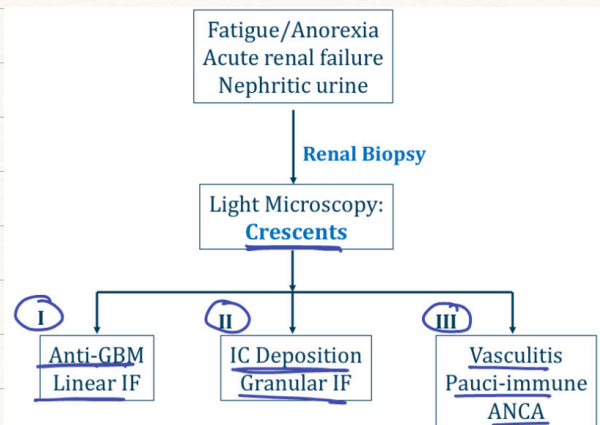 Fatigue/Anorexia
Acute renal failure
Nephritic urine
Renal Biopsy
Light Microscopy:
Crescents
I
Anti-GBM
Linear IF
II
IC Deposition
Granular IF
III
Vasculitis
Pauci-immune
ANCA